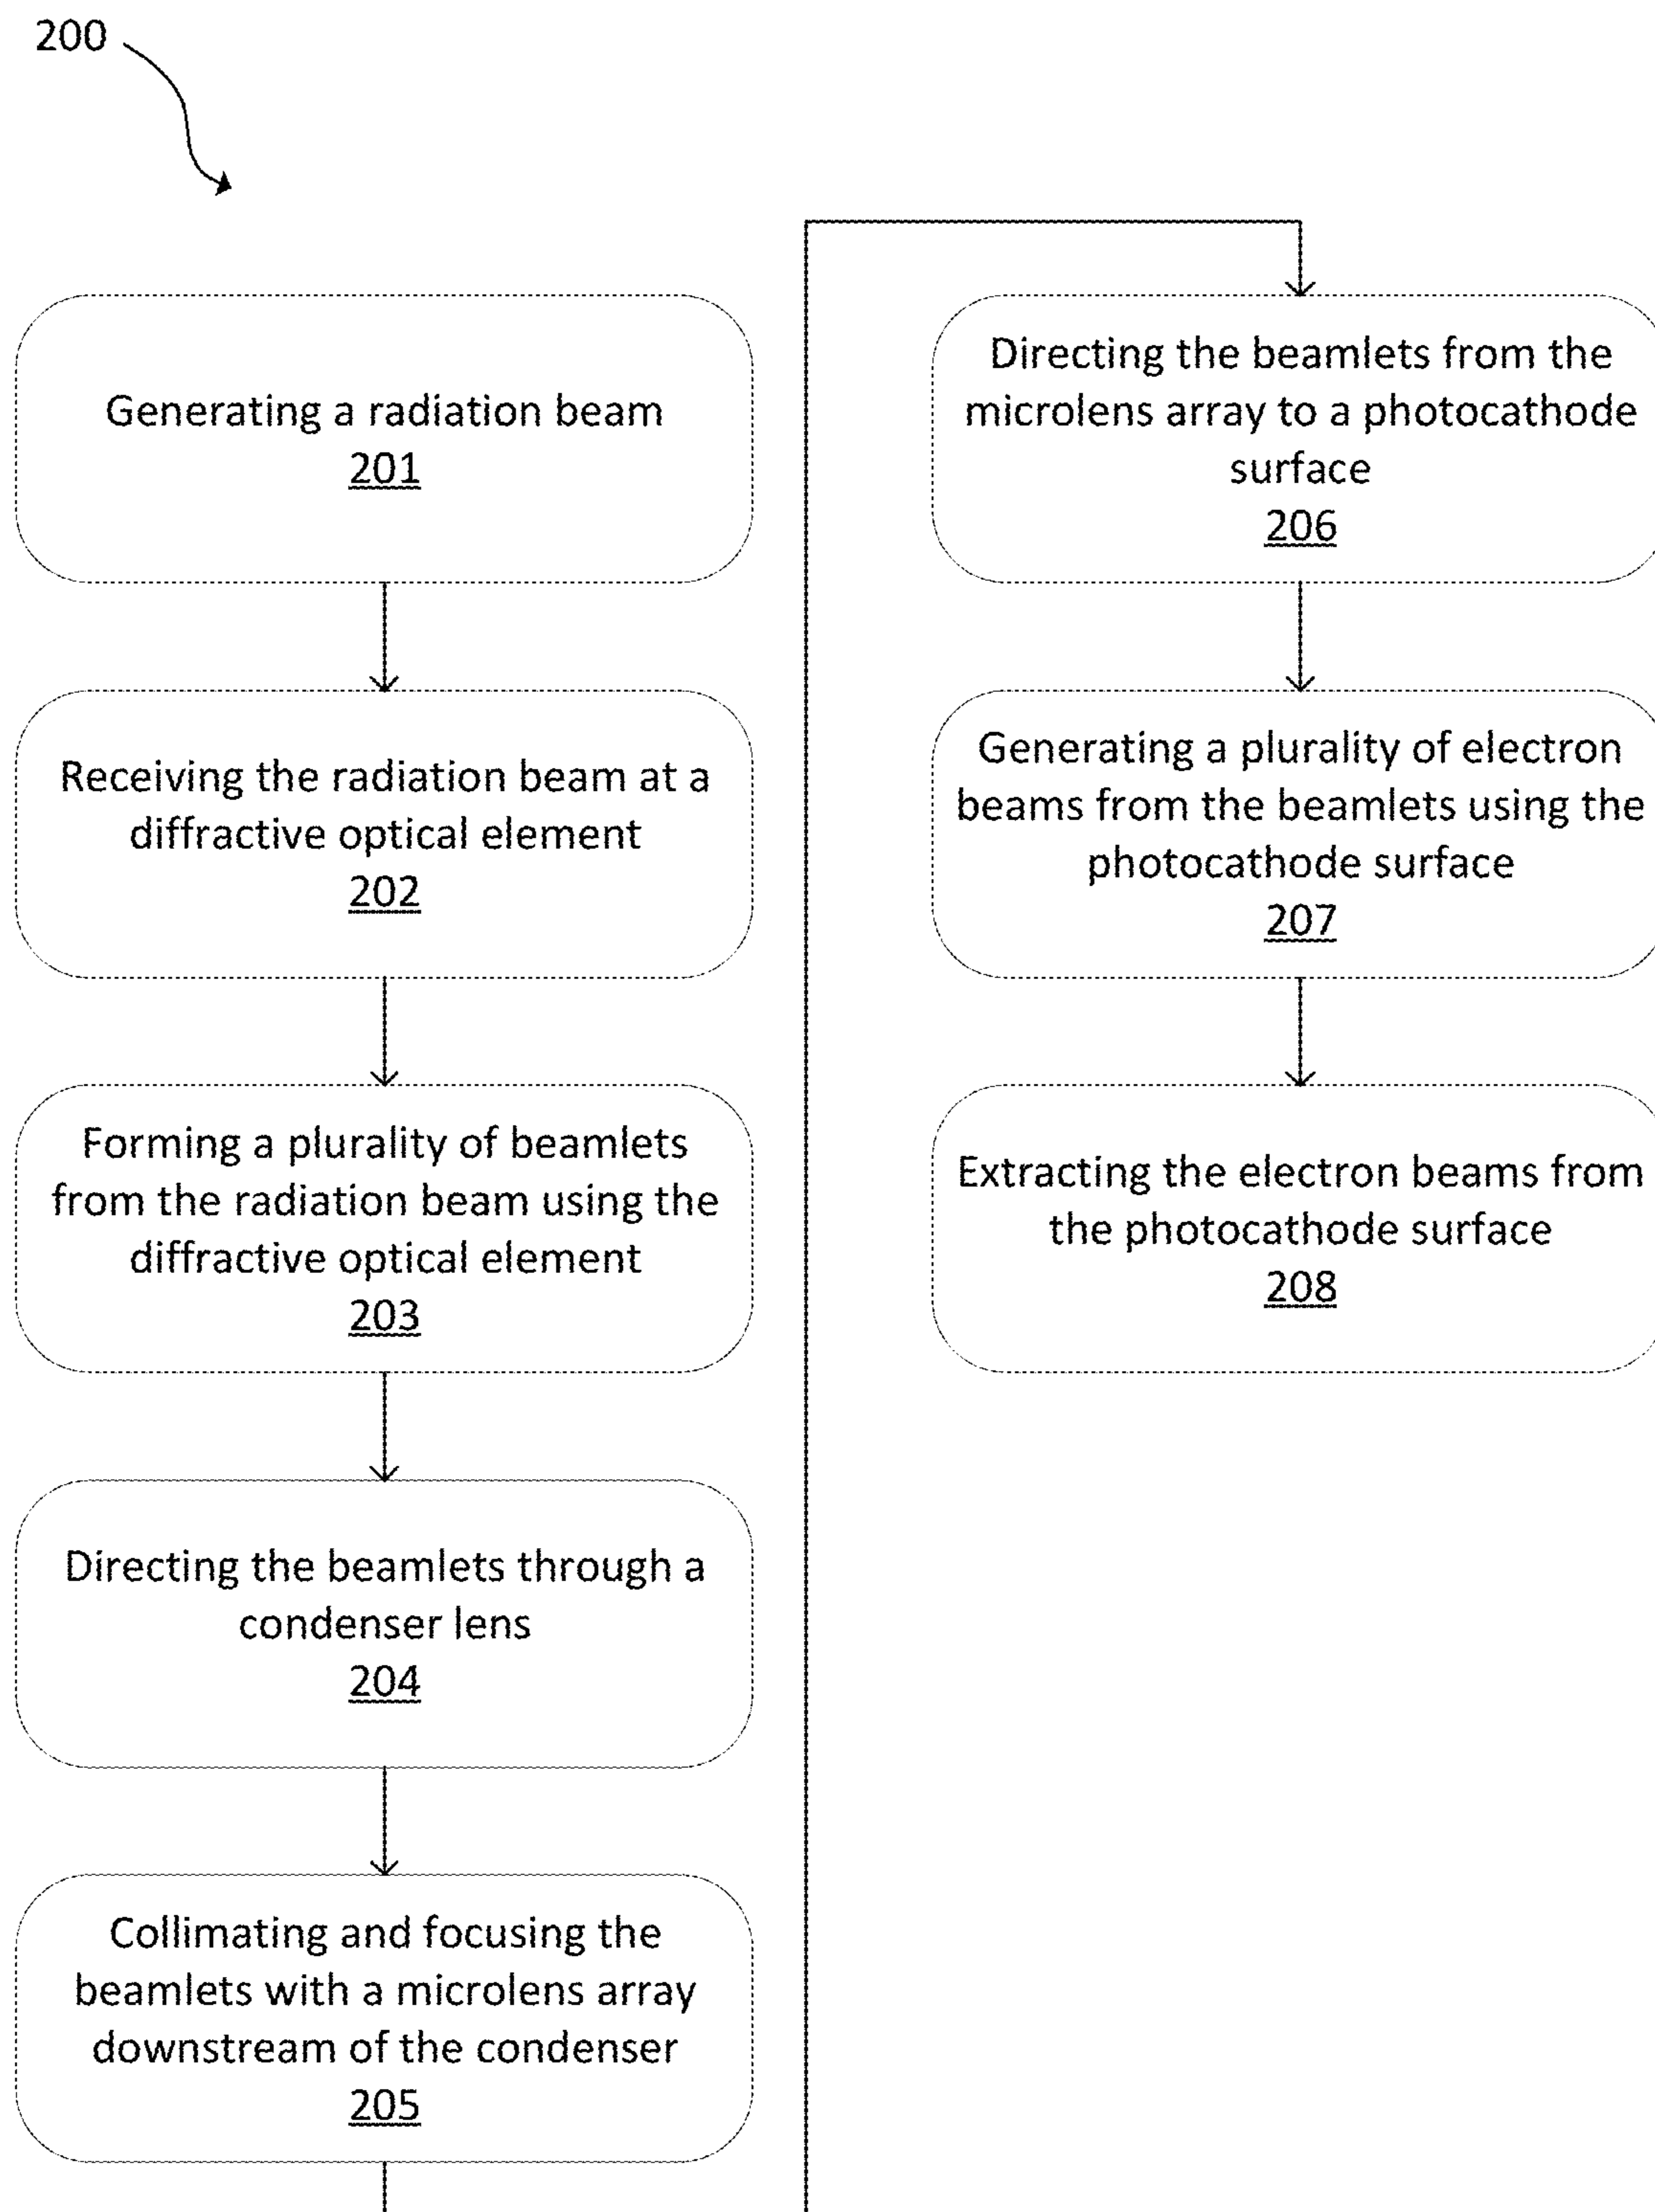 200
Generating a radiation beam
201
Receiving the radiation beam at a
diffractive optical element
202
Forming a plurality of beamlets
from the radiation beam using the
diffractive optical element
203
Directing the beamlets through a
condenser lens
204
Collimating and focusing the
beamlets with a microlens array
downstream of the condenser
205
Directing the beamlets from the
microlens array to a photocathode
surface
206
Generating a plurality of electron
beams from the beamlets using the
photocathode surface
207
Extracting the electron beams from
the photocathode surface
208